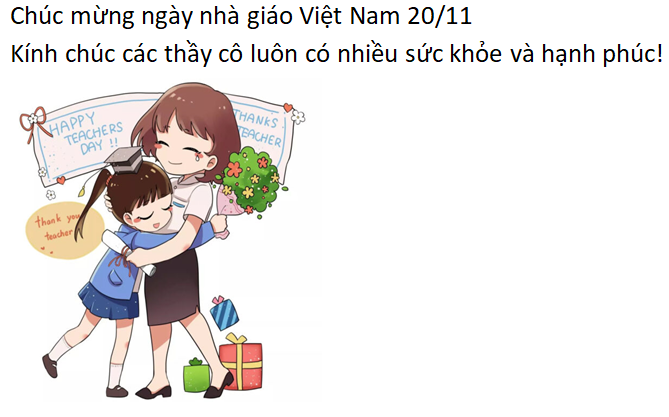 Chúc mừng ngày nhà giáo Việt Nam 20/11
Kính chúc các thầy cô luôn có nhiều sức khỏe và hạnh phúc!
HAPPY
TEACHERS
DAY !!
THANKS
TEACHER
thank you
teacher